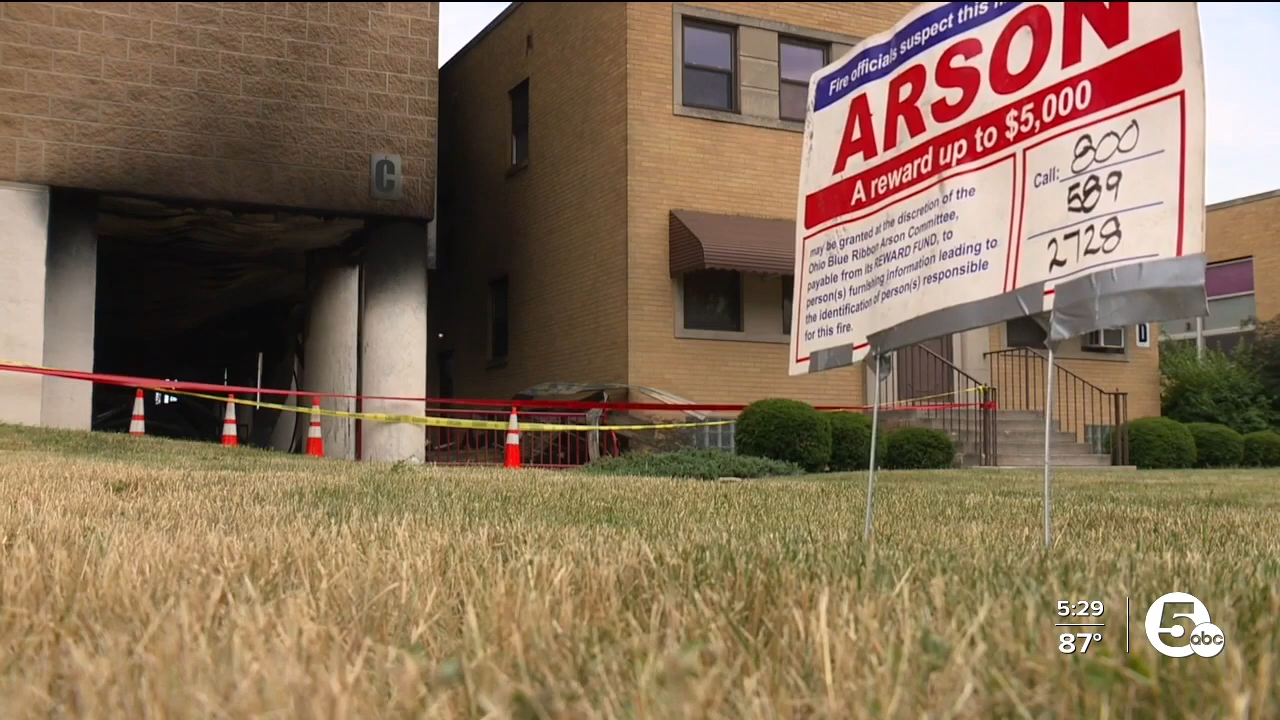 Fire officials suspect this
ARSON
A reward up to $5,000
may be granted at the discretion of the
Ohio Blue Ribbon Arson Committee,
payable from its REWARD FUND, to
person(s) furnishing information leading to
the identification of person(s) responsible
for this fire.
Call: 800
589
2728
C
D
5:29
87°
5 abc